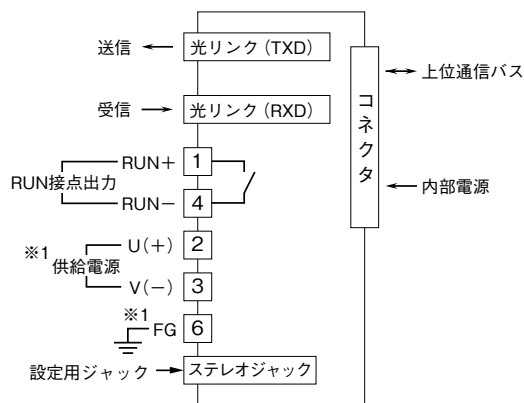 送信
光リンク(TXD)
上位通信バス
受信
光リンク(RXD)
コネクタ
RUN接点出力
RUN+
1
RUN−
4
内部電源
※1
供給電源
U(+)
2
V(−)
3
※1
FG
6
設定用ジャック
ステレオジャック